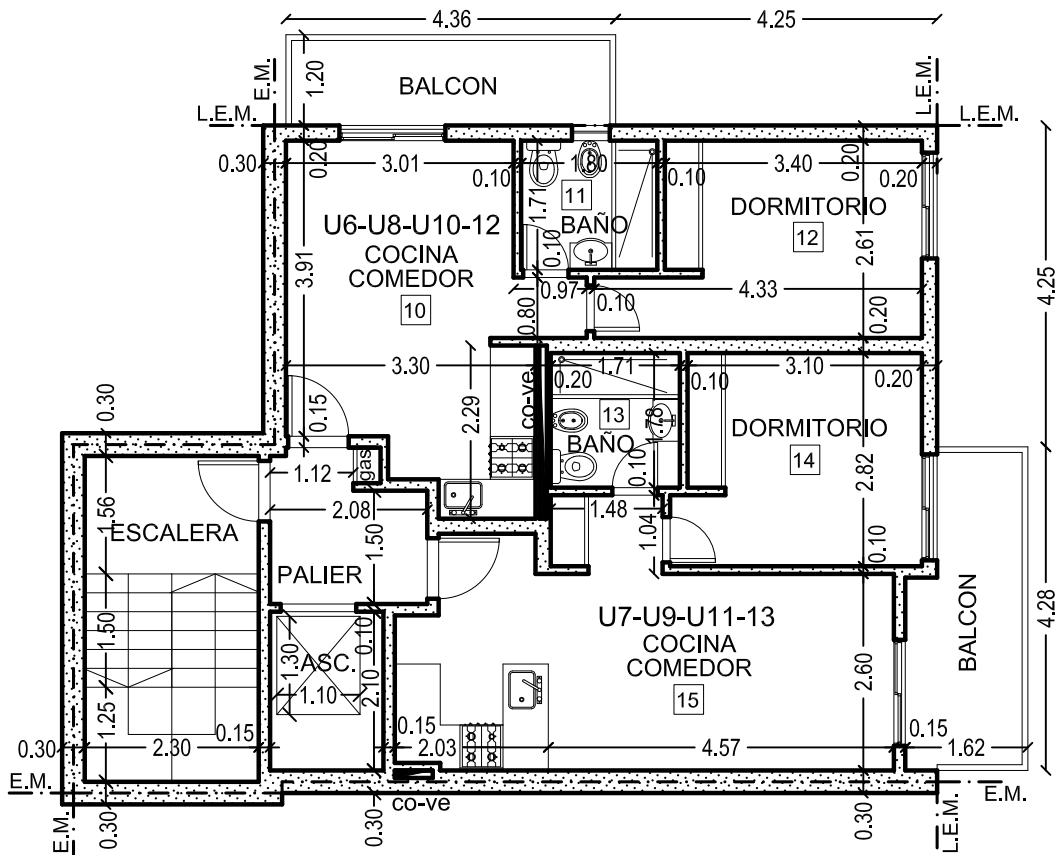 4.36
4.25
1.20
E.M.
BALCON
L.E.M.
L.E.M.
L.E.M.
0.30
0.20
3.01
0.10
1.80
0.10
3.40
0.20
0.20
11
1.71
BAÑO
0.10
DORMITORIO
12
2.61
U6-U8-U10-12
COCINA
COMEDOR
10
3.91
0.97
0.10
4.33
0.80
0.20
4.25
3.30
0.20
1.71
0.10
3.10
0.20
co-ve
2.29
13
BAÑO
1.78
0.10
DORMITORIO
14
2.82
0.30
0.15
1.12
gas
2.08
1.50
1.48
1.04
0.10
1.56
ESCALERA
PALIER
1.50
1.25
1.30
ASC.
1.10
0.10
2.10
U7-U9-U11-13
COCINA
COMEDOR
15
2.60
BALCON
4.28
0.30
2.30
0.15
0.15
2.03
4.57
0.15
1.62
E.M.
E.M.
co-ve
0.30
0.30
0.30
E.M.
L.E.M.